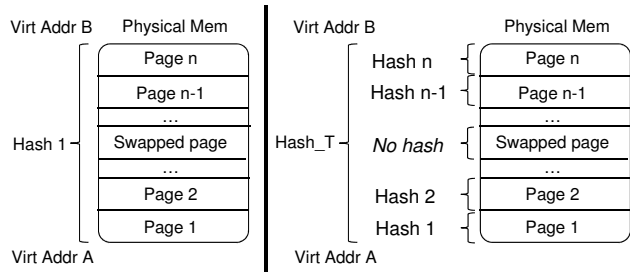 Virt Addr B
Physical Mem
Page n
Page n-1
…
Hash 1
Swapped page
…
Page 2
Page 1
Virt Addr A
Virt Addr B
Physical Mem
Hash n
Page n
Hash n-1
Page n-1
…
Hash_T
No hash
Swapped page
…
Hash 2
Page 2
Hash 1
Page 1
Virt Addr A